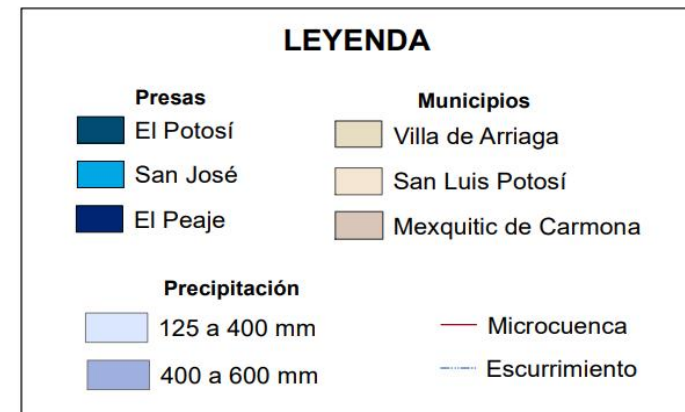 LEYENDA
Presas
El Potosí
San José
El Peaje
Municipios
Villa de Arriaga
San Luis Potosí
Mexquitic de Carmona
Precipitación
125 a 400 mm
400 a 600 mm
Microcuenca
Escurrimiento